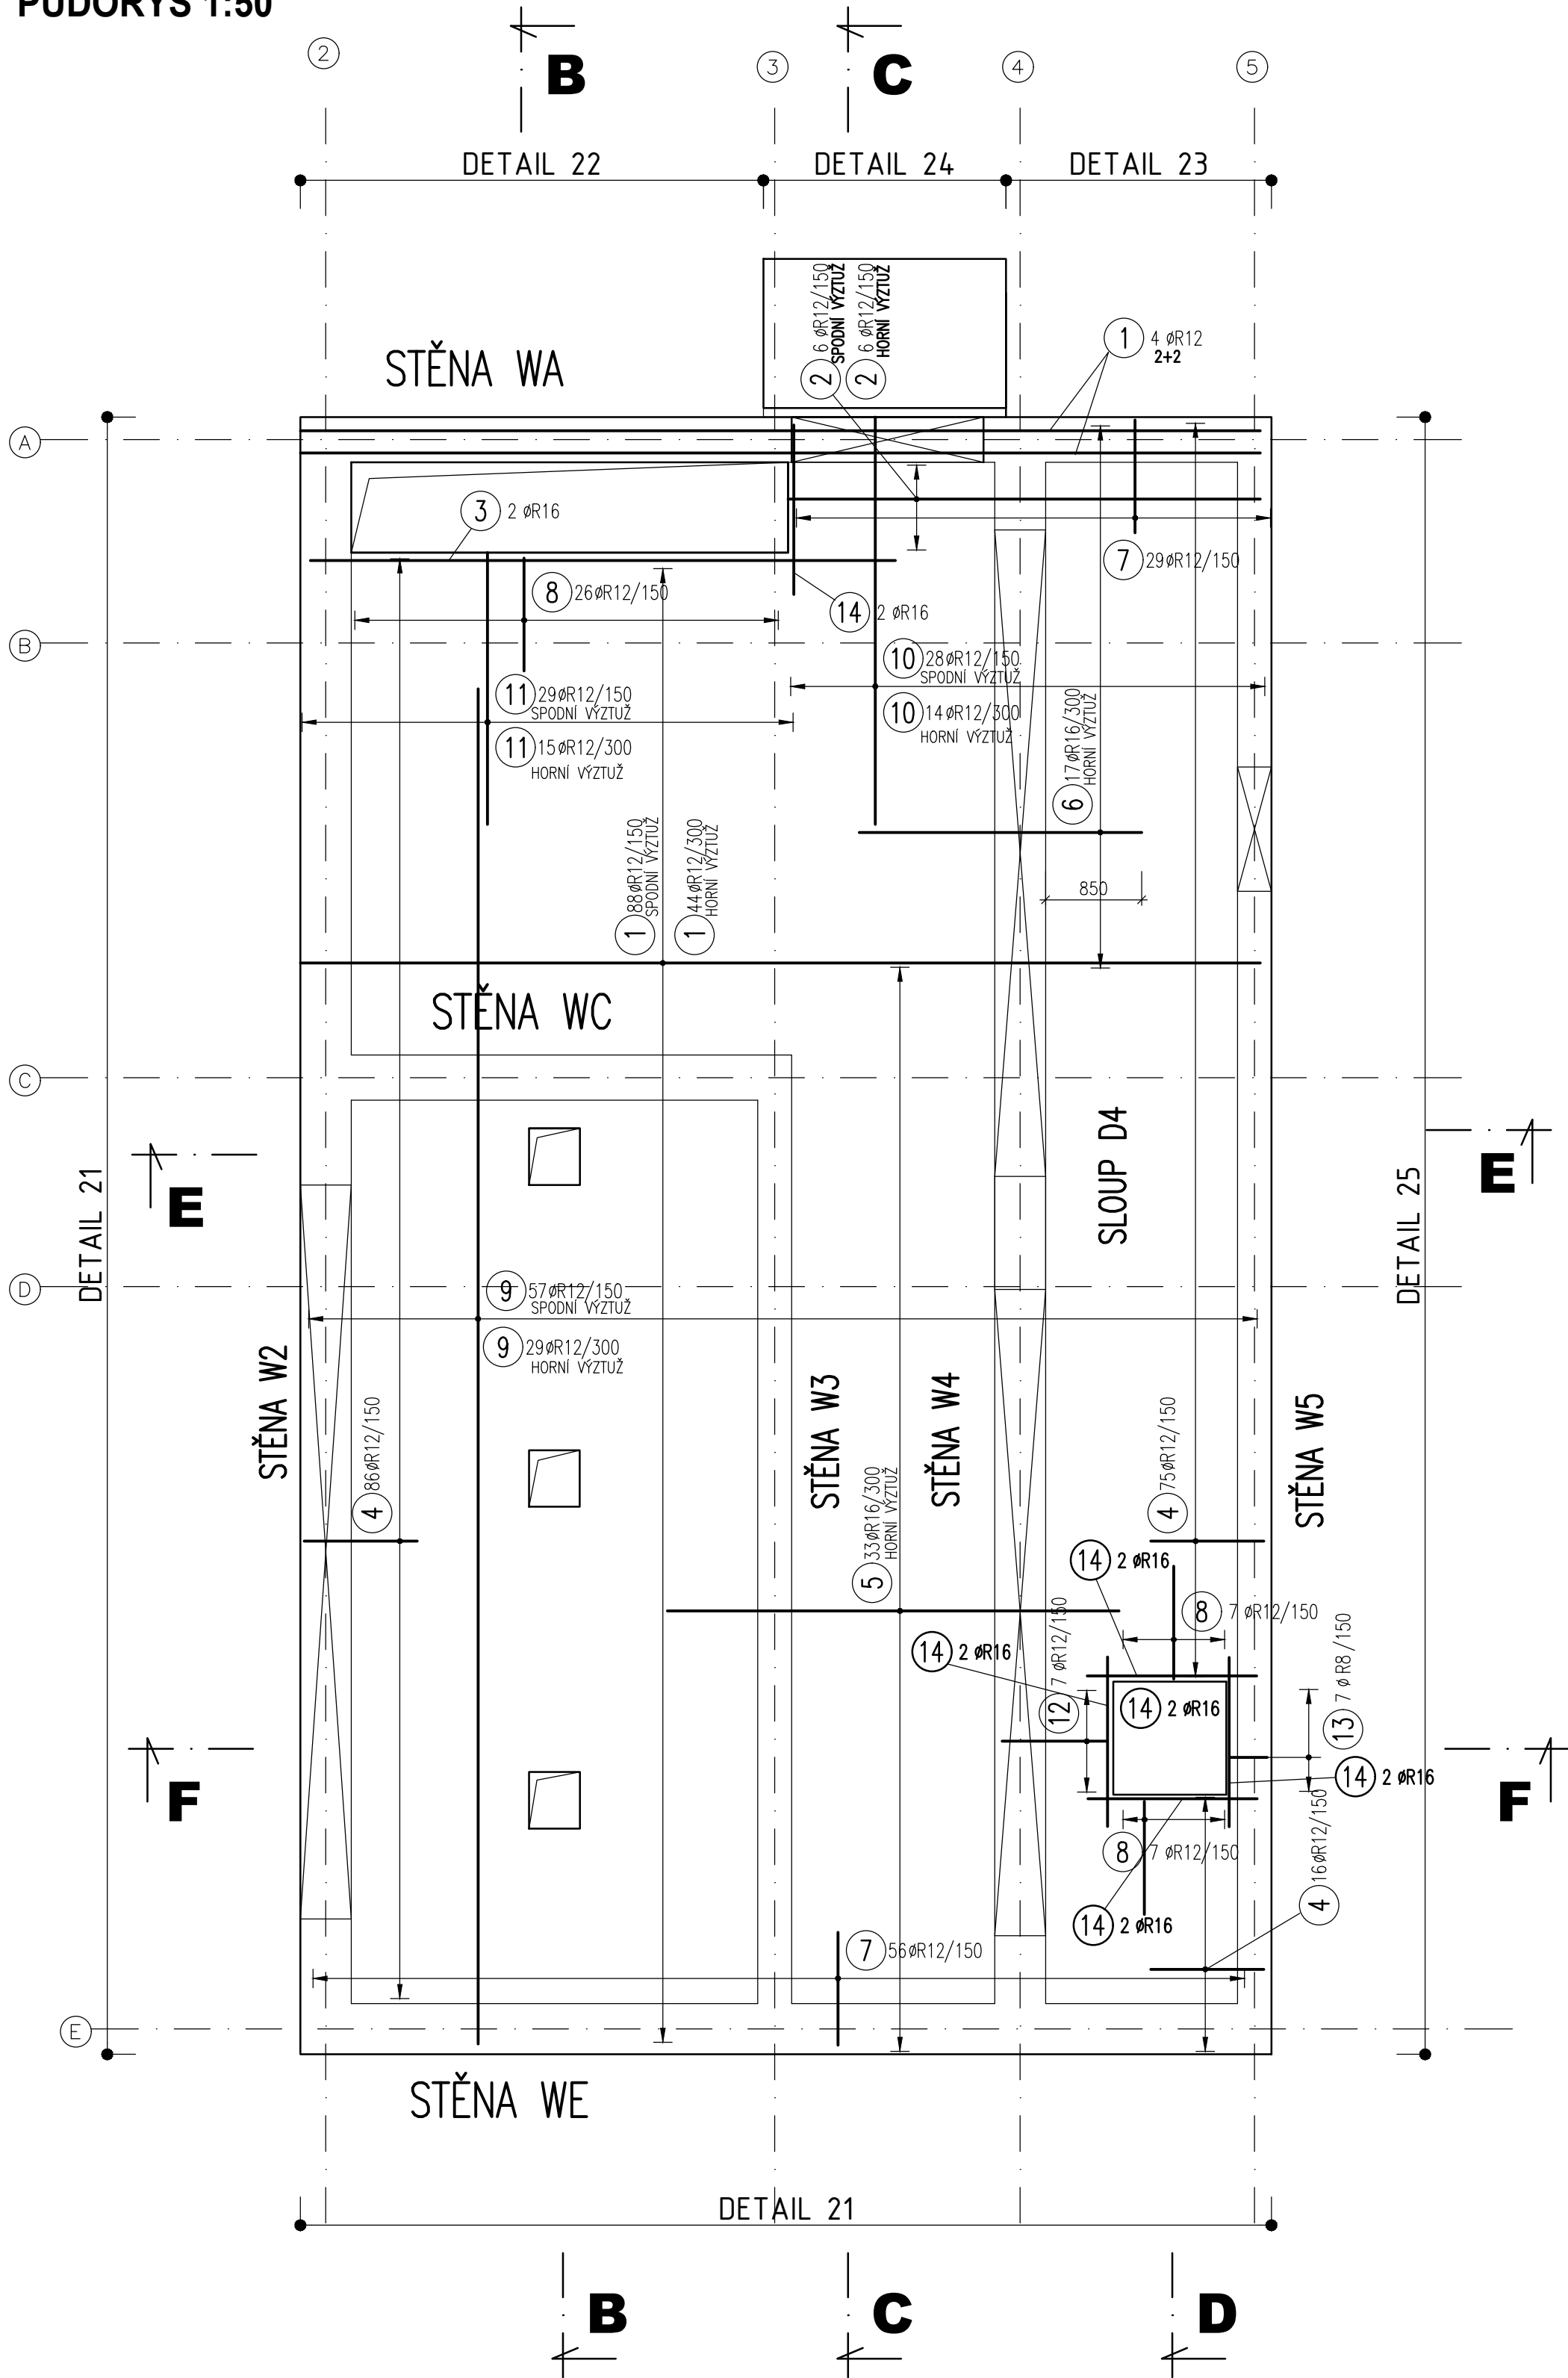 PŮDORYS 1:50
B
C
2
3
4
5
DETAIL 22
DETAIL 24
DETAIL 23
2 6 øR12/150
SPODNÍ VÝZTUŽ
2 6 øR12/150
HORNÍ VÝZTUŽ
1 4 øR12
2+2
STĚNA WA
A
3 2 øR16
7 29øR12/150
8 26øR12/150
14 2 øR16
B
10 28øR12/150
SPODNÍ VÝZTUŽ
11 29øR12/150
SPODNÍ VÝZTUŽ
10 14øR12/300
HORNÍ VÝZTUŽ
11 15øR12/300
HORNÍ VÝZTUŽ
6 17øR16/300
HORNÍ VÝZTUŽ
1 88øR12/150
SPODNÍ VÝZTUŽ
1 44øR12/300
HORNÍ VÝZTUŽ
850
STĚNA WC
C
SLOUP D4
E
E
DETAIL 21
DETAIL 25
D
9 57øR12/150
SPODNÍ VÝZTUŽ
9 29øR12/300
HORNÍ VÝZTUŽ
STĚNA W2
STĚNA W3
STĚNA W4
STĚNA W5
4 86øR12/150
4 75øR12/150
5 33øR16/300
HORNÍ VÝZTUŽ
14 2 øR16
8 7 øR12/150
14 2 øR16
12 7 øR12/150
14 2 øR16
13 7 øR8/150
14 2 øR16
F
F
8 7 øR12/150
4 16øR12/150
14 2 øR16
7 56øR12/150
E
STĚNA WE
DETAIL 21
B
C
D